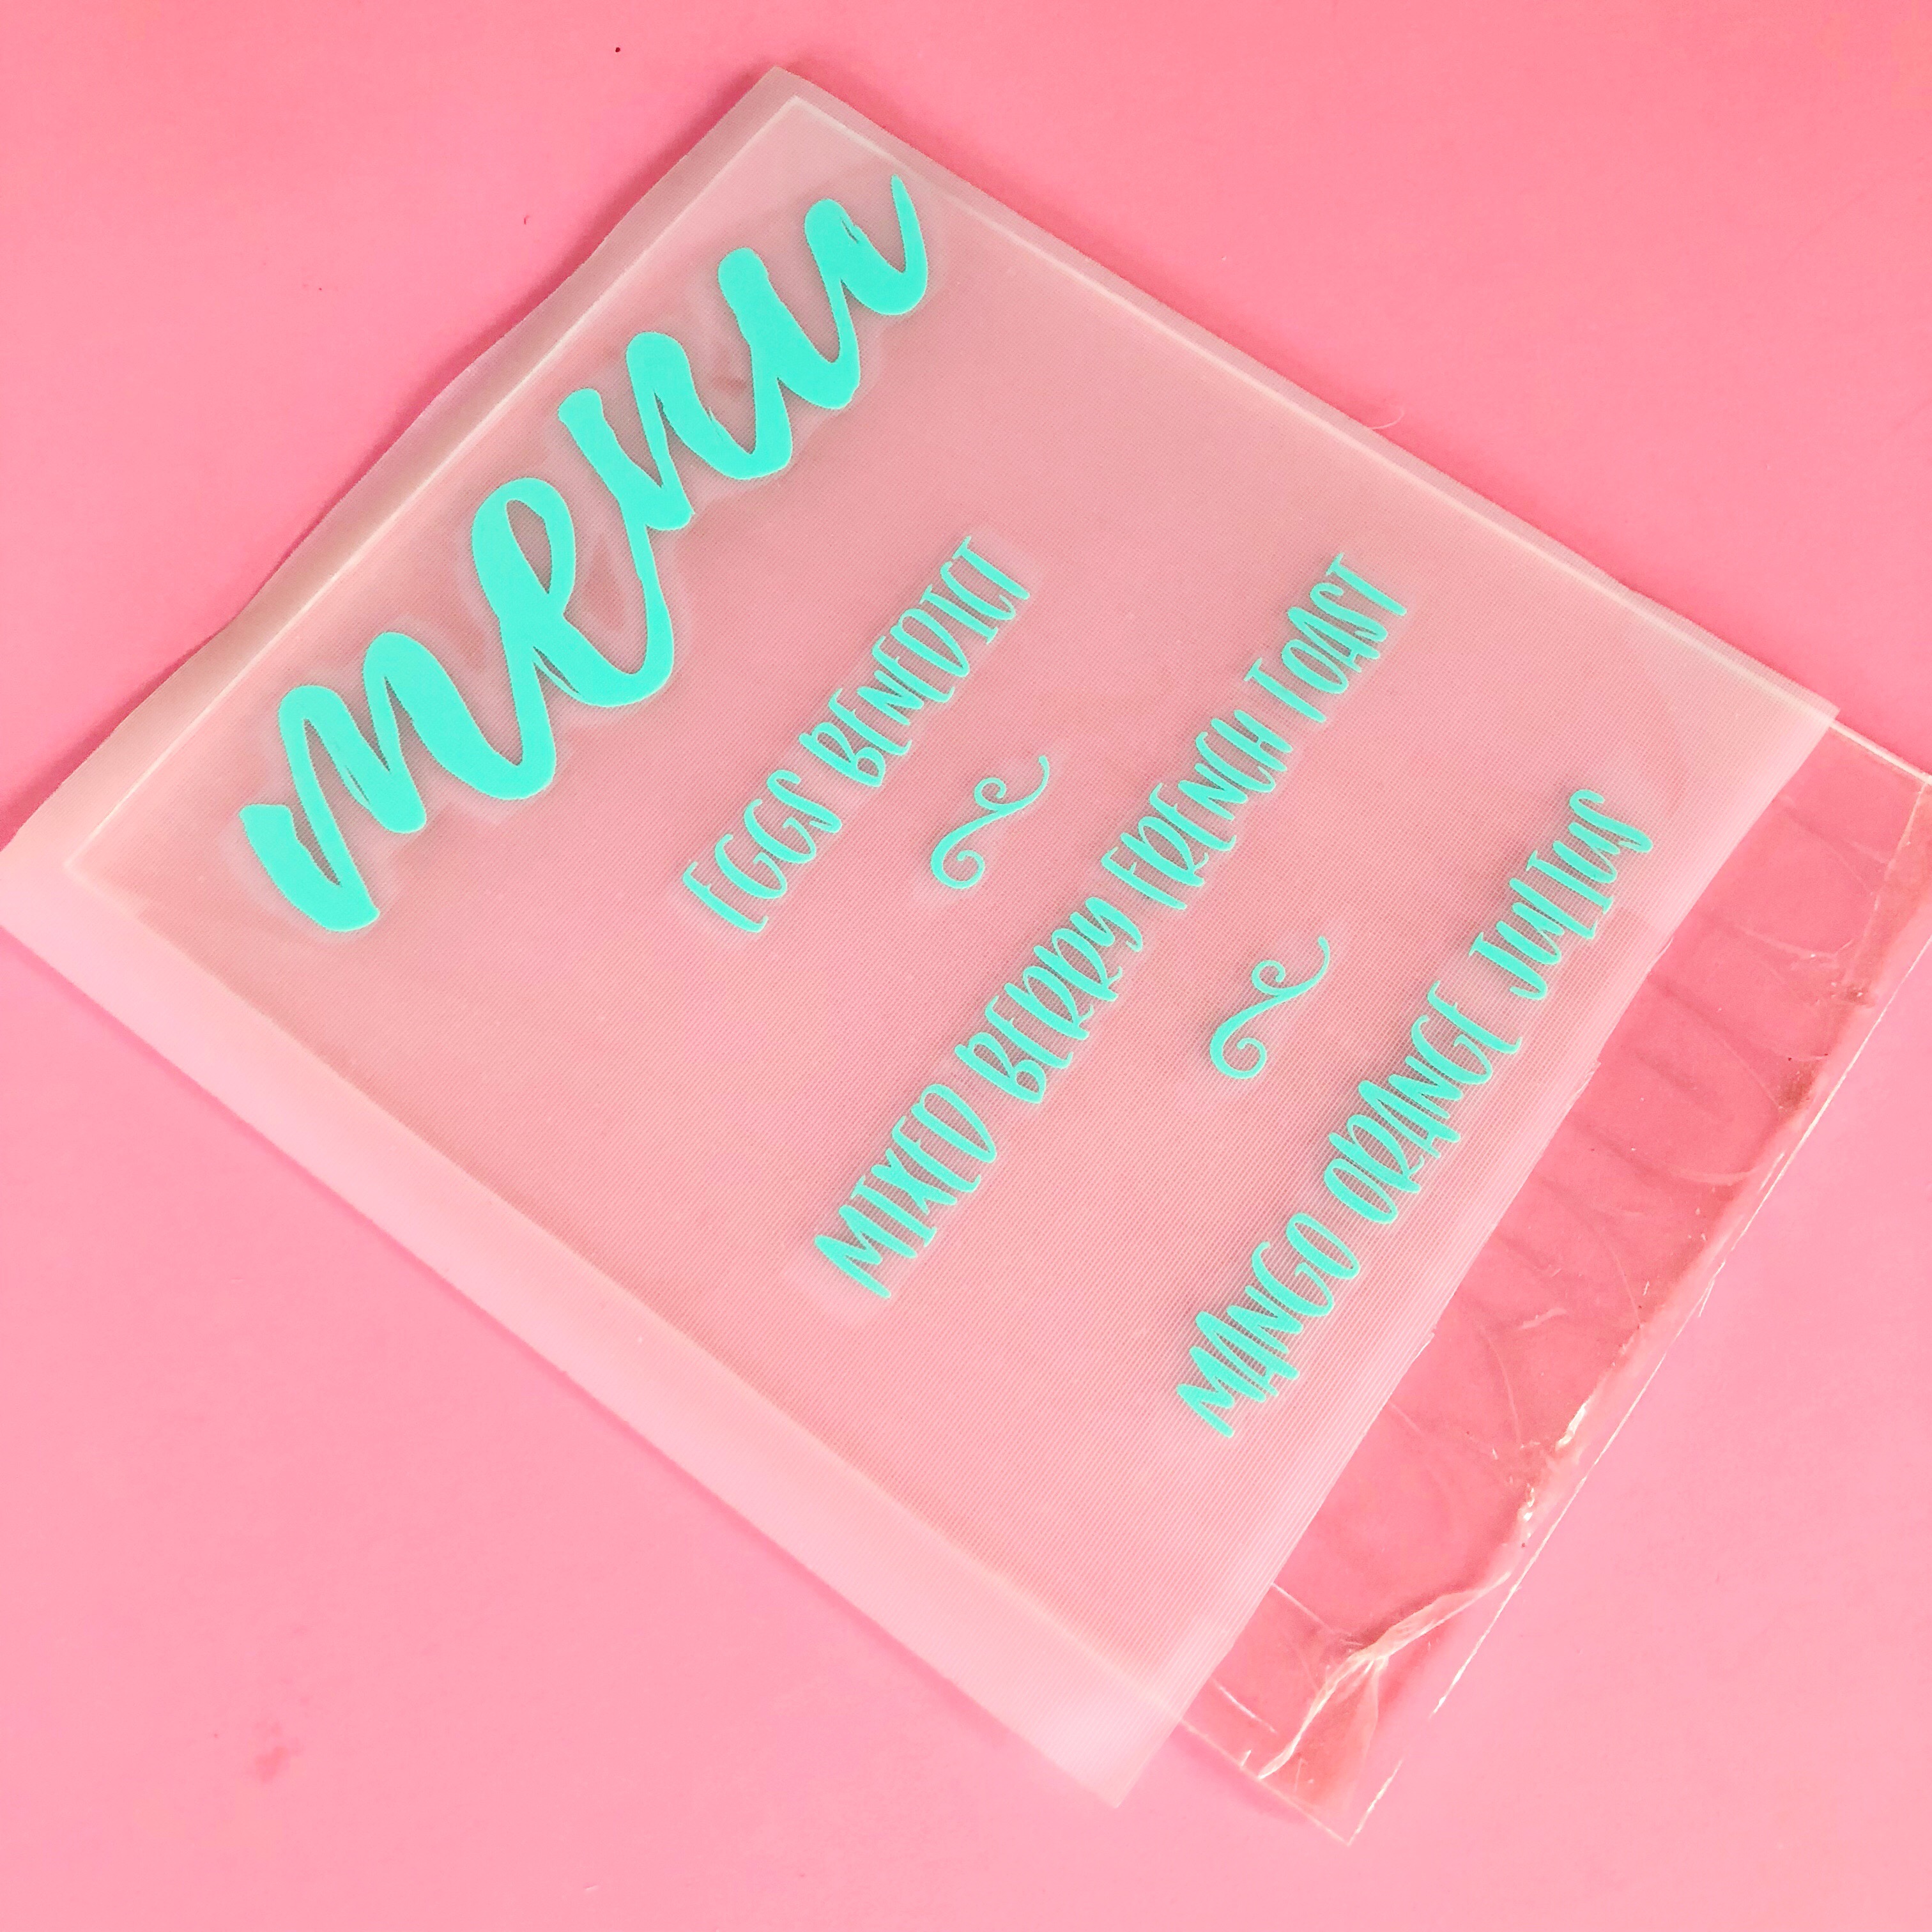 menu
EGGS BENEDICT
MIXED BERRY FRENCH TOAST
MANGO ORANGE JULIUS